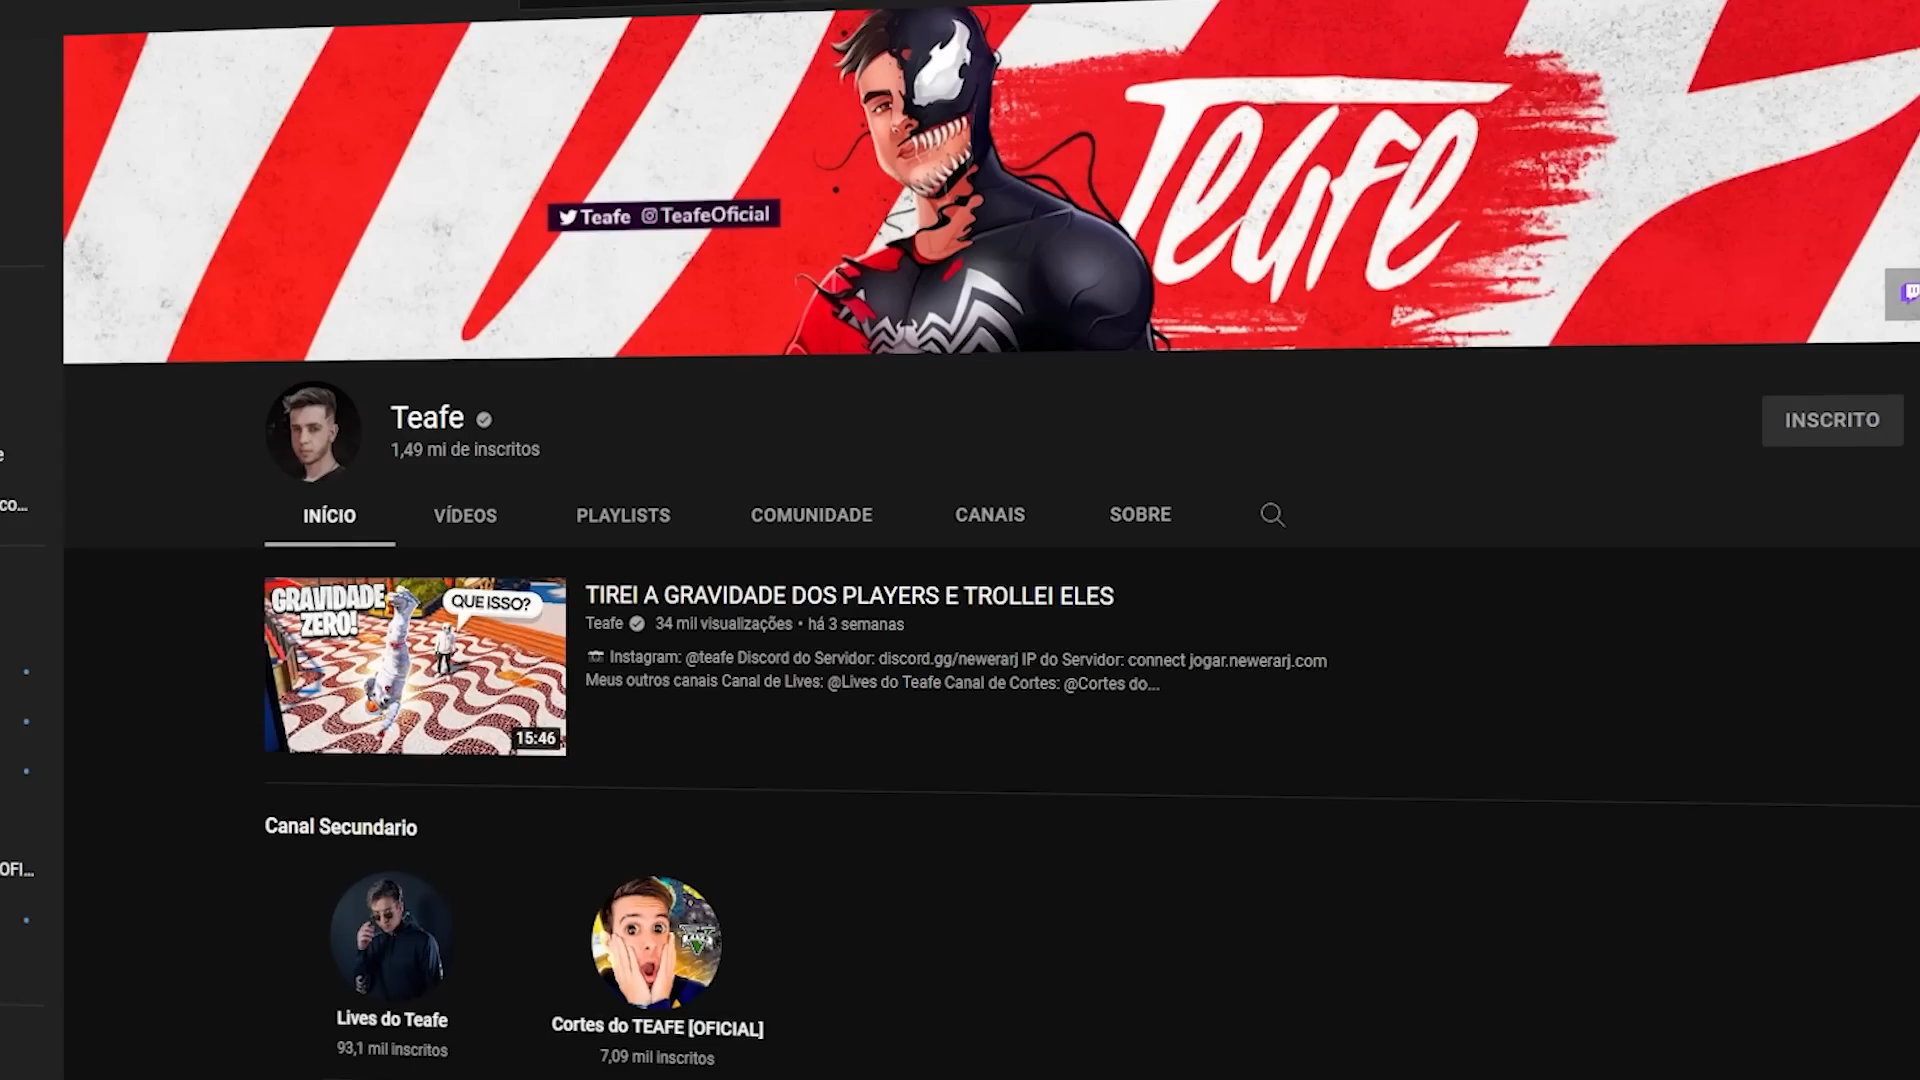 Teafe
Teafe TeafeOficial
Teafe
1,49 mi de inscritos
INSCRITO
INÍCIO VÍDEOS PLAYLISTS COMUNIDADE CANAIS SOBRE
e
co...
GRAVIDADE
ZERO!
QUE ISSO?
15:46
TIREI A GRAVIDADE DOS PLAYERS E TROLLEI ELES
Teafe 34 mil visualizações • há 3 semanas
Instagram: @teafe Discord do Servidor: discord.gg/newerarj IP do Servidor: connect jogar.newerarj.com
Meus outros canais Canal de Lives: @Lives do Teafe Canal de Cortes: @Cortes do...
Canal Secundario
OFI...
Lives do Teafe
93,1 mil inscritos
Cortes do TEAFE [OFICIAL]
7,09 mil inscritos